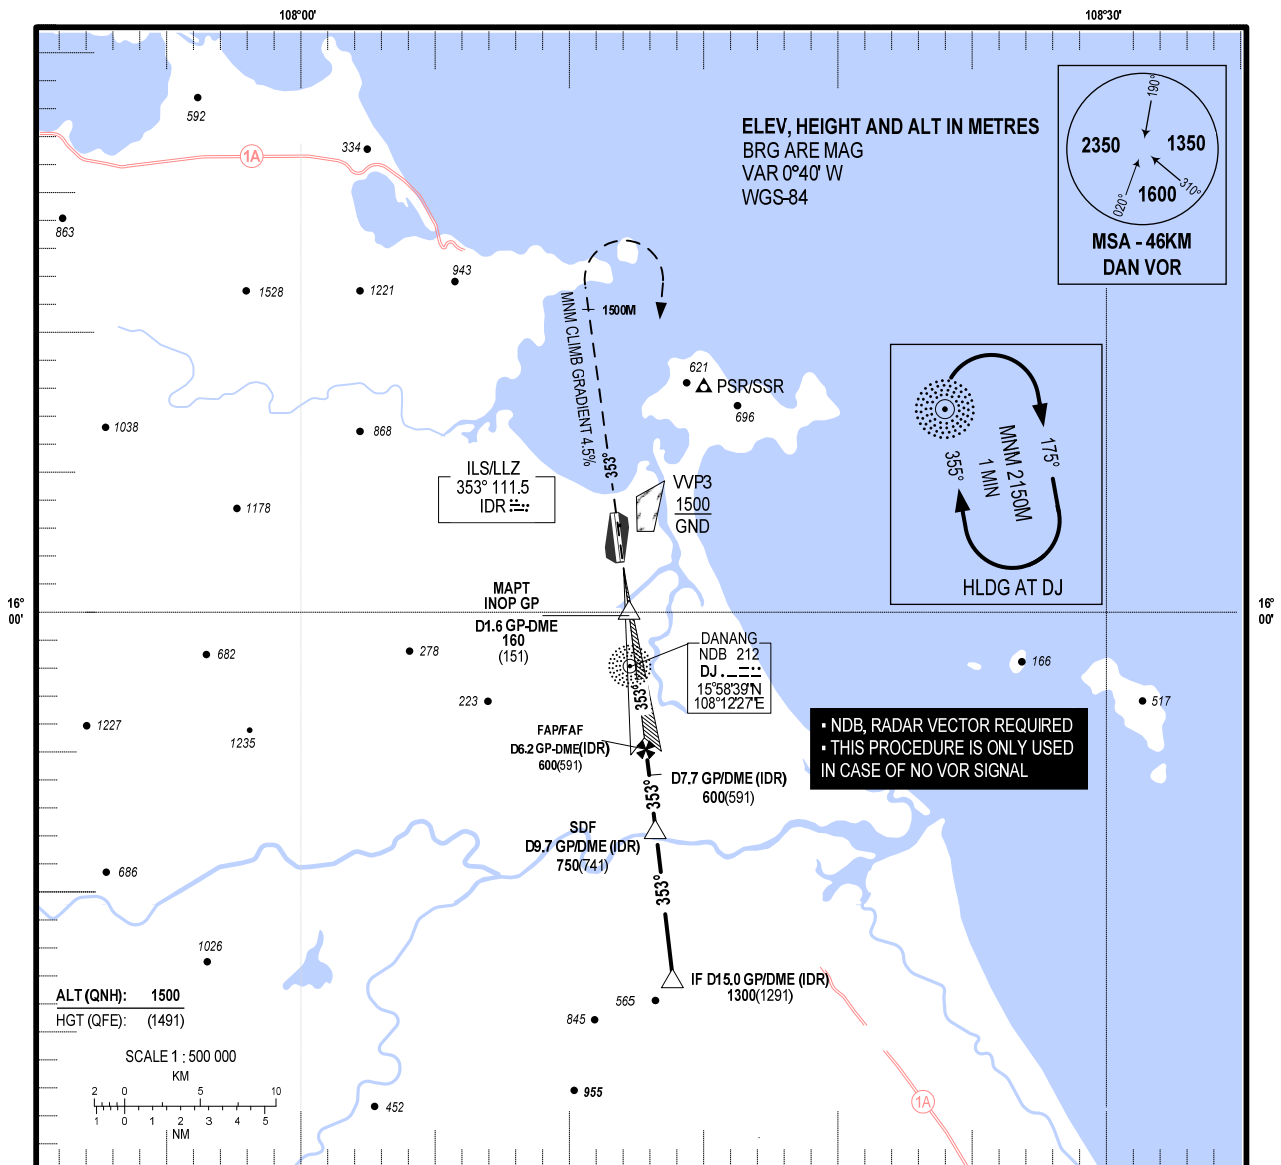 108°00'
108°30'
592
334
1A
863
943
1528
1221
ELEV, HEIGHT AND ALT IN METRES
BRG ARE MAG
VAR 0°40' W
WGS-84
190°
2350
1350
310°
020°
1600
MSA - 46KM
DAN VOR
1500M
MNM CLIMB GRADIENT 4.5%
353°
621
PSR/SSR
696
1038
868
1178
ILS/LLZ
353° 111.5
IDR
VVP3
1500
GND
355°
MNM 2150M
1 MIN
175°
HLDG AT DJ
16°
00'
16°
00'
MAPT
INOP GP
D1.6 GP-DME
160
(151)
DANANG
NDB 212
DJ
15°58'39"N
108°12'27"E
353°
682
278
223
1227
1235
166
517
FAP/FAF
D6.2 GP-DME(IDR)
600(591)
▪ NDB, RADAR VECTOR REQUIRED
▪ THIS PROCEDURE IS ONLY USED
IN CASE OF NO VOR SIGNAL
D7.7 GP/DME (IDR)
600(591)
353°
SDF
D9.7 GP/DME (IDR)
750(741)
353°
686
1026
IF D15.0 GP/DME (IDR)
1300(1291)
565
845
955
452
1A
ALT (QNH): 1500
HGT (QFE): (1491)
SCALE 1 : 500 000
KM
2 0 5 10
1 0 1 2 3 4 5
NM